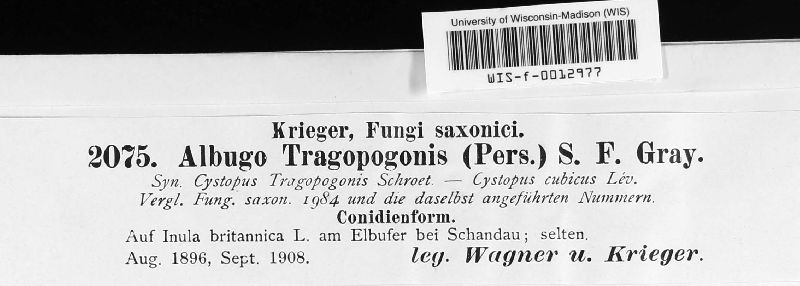 University of Wisconsin-Madison (WIS)
WIS-f-0012977
Krieger, Fungi saxonici.
2075. Albugo Tragopogonis (Pers.) S. F. Gray.
Syn. Cystopus Tragopogonis Schroet. — Cystopus cubicus Lév.
Vergl. Fung. saxon. 1984 und die daselbst angeführten Nummern.
Conidienform.
Auf Inula britannica L. am Elbufer bei Schandau; selten.
Aug. 1896, Sept. 1908. leg. Wagner u. Krieger.